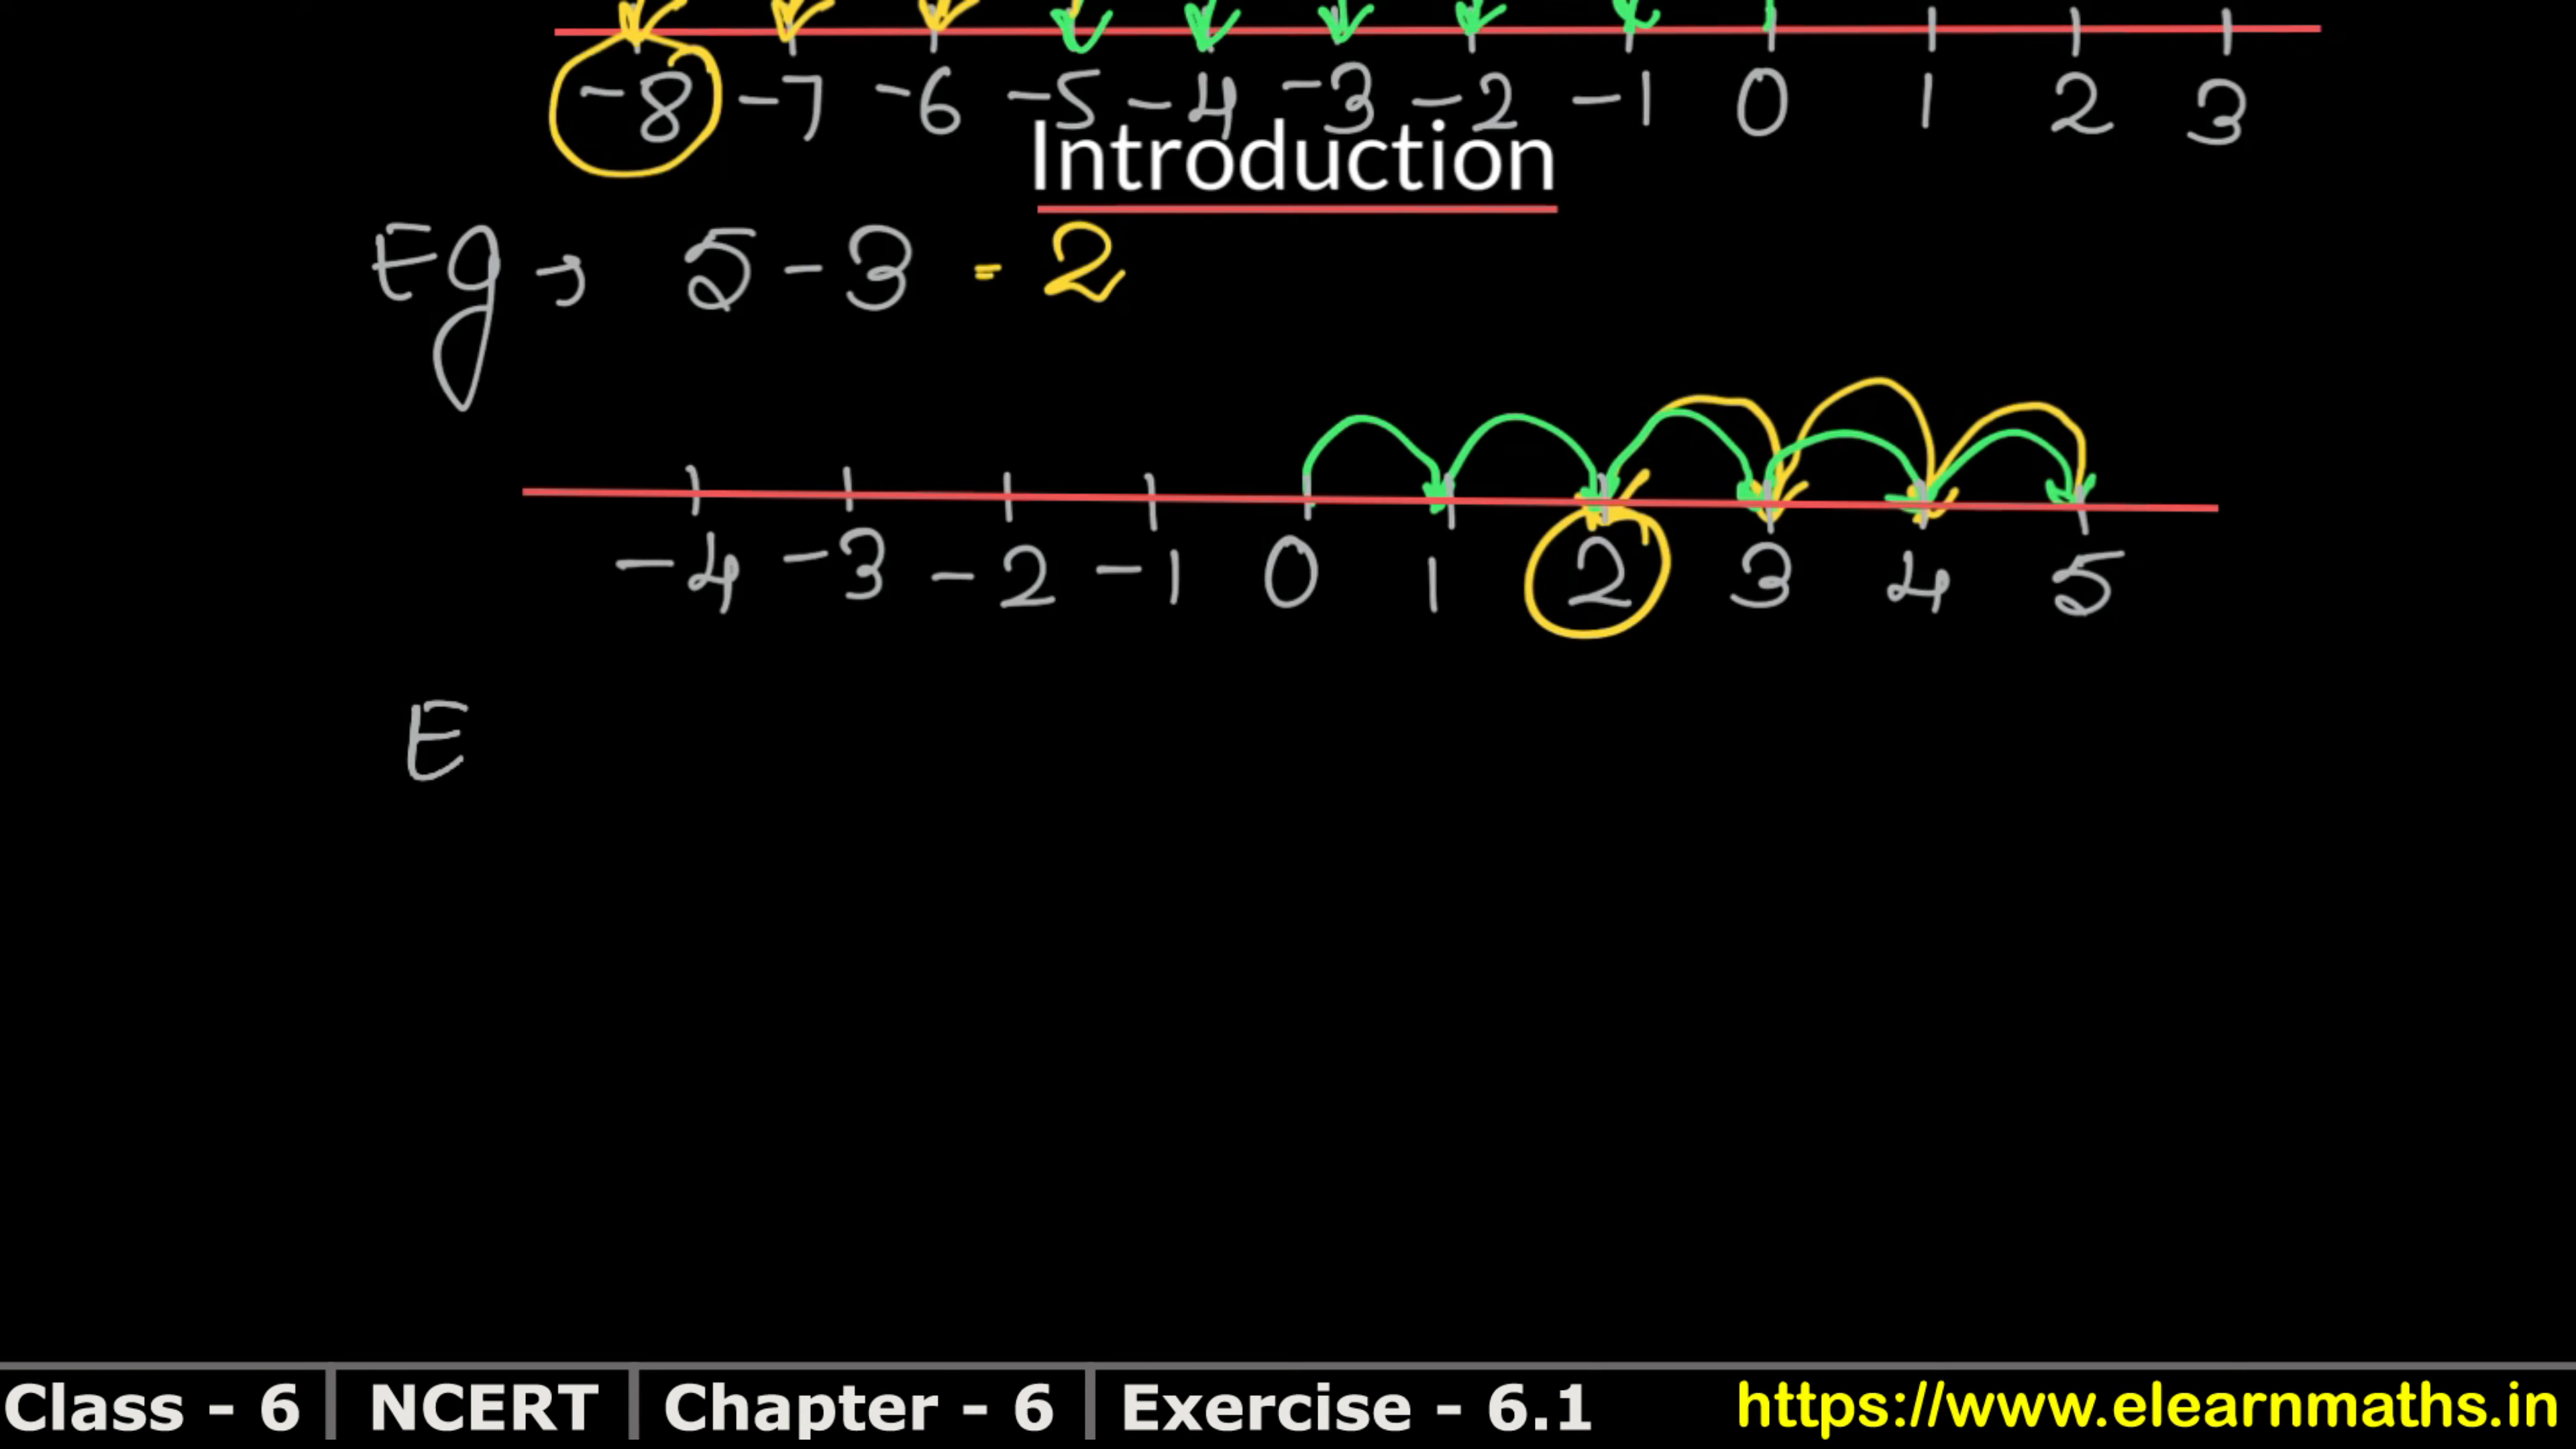 -8 -7 -6 -5 -4 -3 -2 -1 0 1 2 3
Introduction
Eg → 5 - 3 = 2
-4 -3 -2 -1 0 1 2 3 4 5
E
Class - 6 | NCERT | Chapter - 6 | Exercise - 6.1 https://www.elearnmaths.in